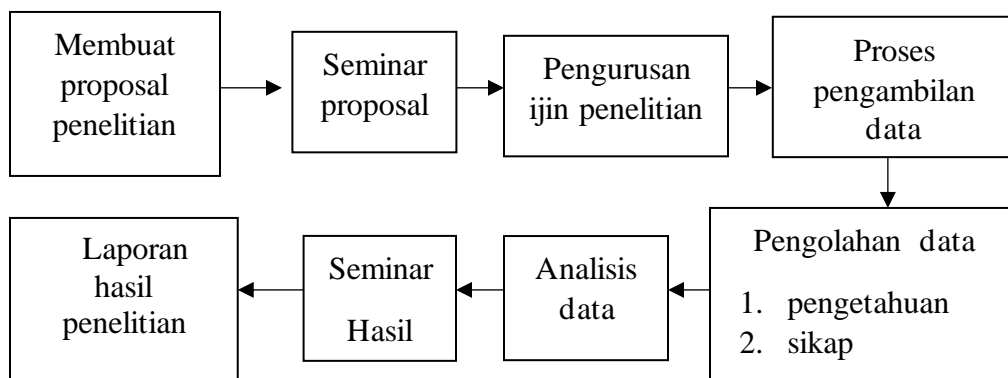 Membuat
proposal
penelitian
Seminar
proposal
Pengurusan
ijin penelitian
Proses
pengambilan
data
Pengolahan data
1. pengetahuan
2. sikap
Analisis
data
Seminar
Hasil
Laporan
hasil
penelitian